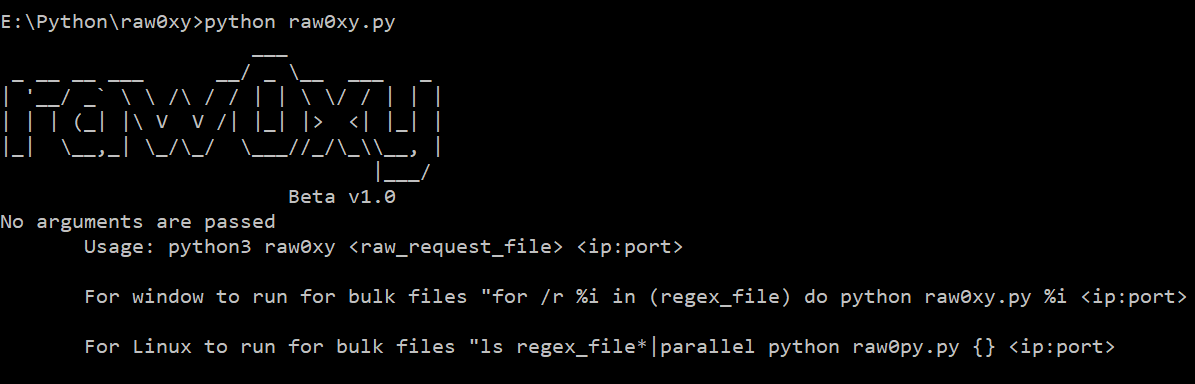 E:\Python\raw0xy>python raw0xy.py
raw0xy
Beta v1.0
No arguments are passed
Usage: python3 raw0xy <raw_request_file> <ip:port>
For window to run for bulk files "for /r %i in (regex_file) do python raw0xy.py %i <ip:port>
For Linux to run for bulk files "ls regex_file*|parallel python raw0py.py {} <ip:port>